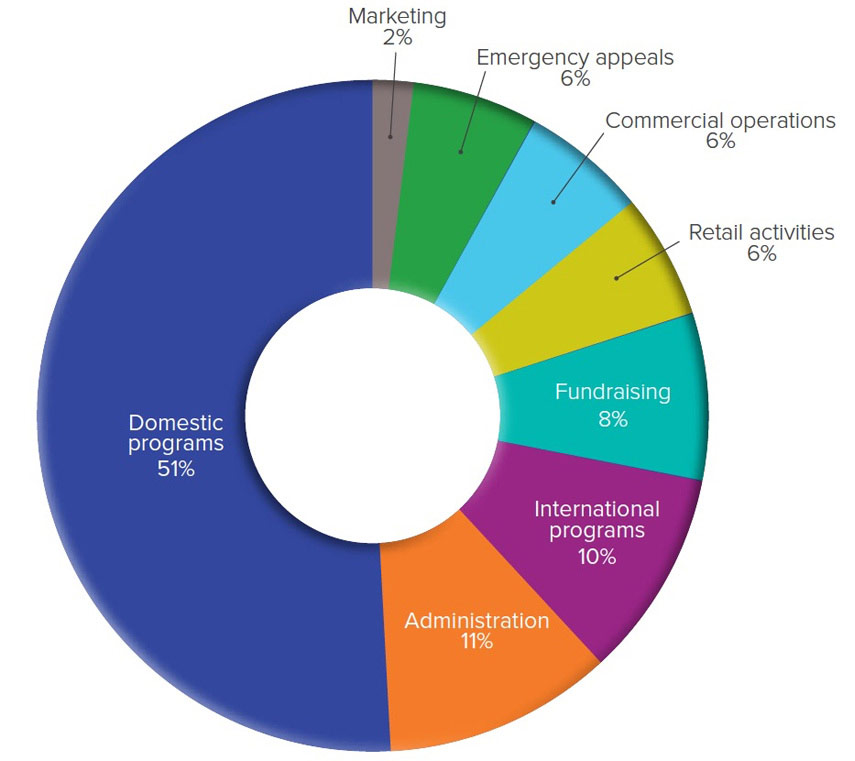 Marketing
2%
Emergency appeals
6%
Commercial operations
6%
Retail activities
6%
Fundraising
8%
International
programs
10%
Administration
11%
Domestic
programs
51%